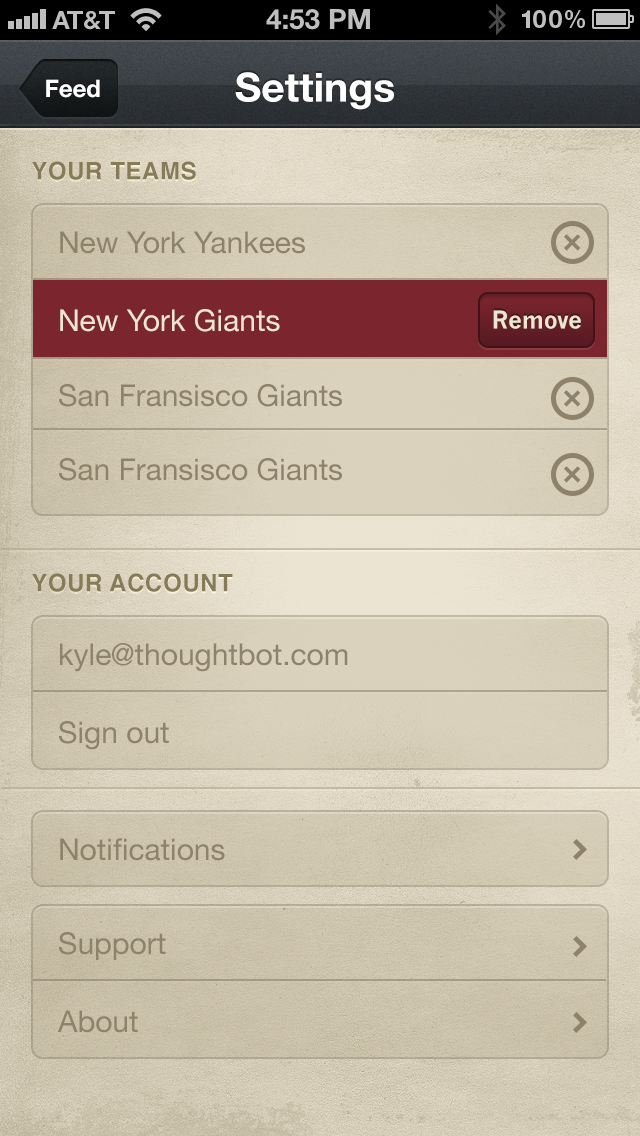 AT&T 4:53 PM 100%
Feed Settings
YOUR TEAMS
New York Yankees
New York Giants Remove
San Fransisco Giants
San Fransisco Giants
YOUR ACCOUNT
kyle@thoughtbot.com
Sign out
Notifications
Support
About